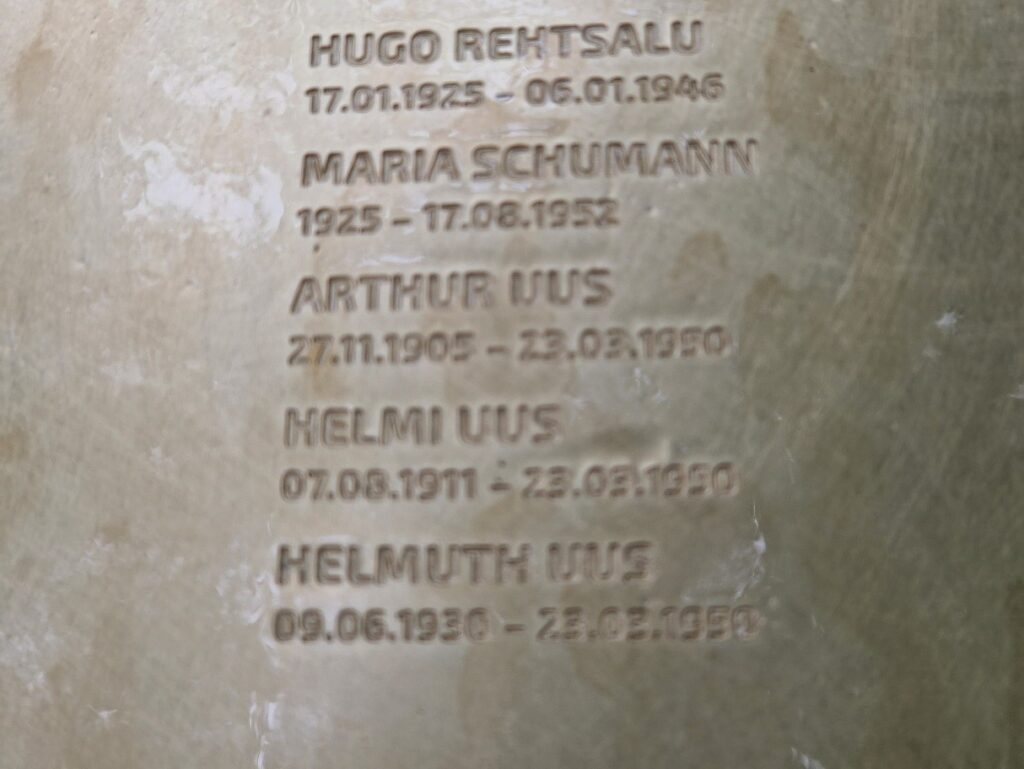 HUGO REHTSALU
17.01.1925 - 06.01.1946
MARIA SCHUMANN
1925 - 17.08.1952
ARTHUR UUS
27.11.1905 - 23.03.1950
HELMI UUS
07.08.1911 - 23.03.1950
HELMUTH UUS
09.06.1930 - 23.03.1950